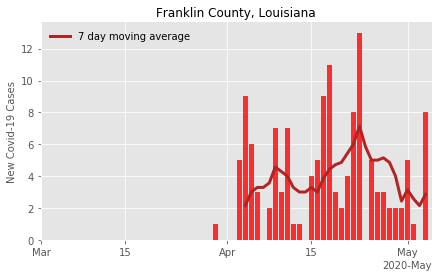 Franklin County, Louisiana
7 day moving average
New Covid-19 Cases
12
10
8
6
4
2
0
Mar 15 Apr 15 May
2020-May